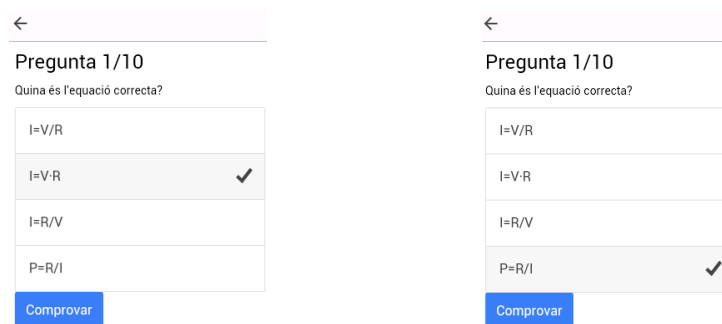 Pregunta 1/10
Quina és l'equació correcta?
I=V/R
I=V·R
I=R/V
P=R/I
Comprovar
Pregunta 1/10
Quina és l'equació correcta?
I=V/R
I=V·R
I=R/V
P=R/I
Comprovar